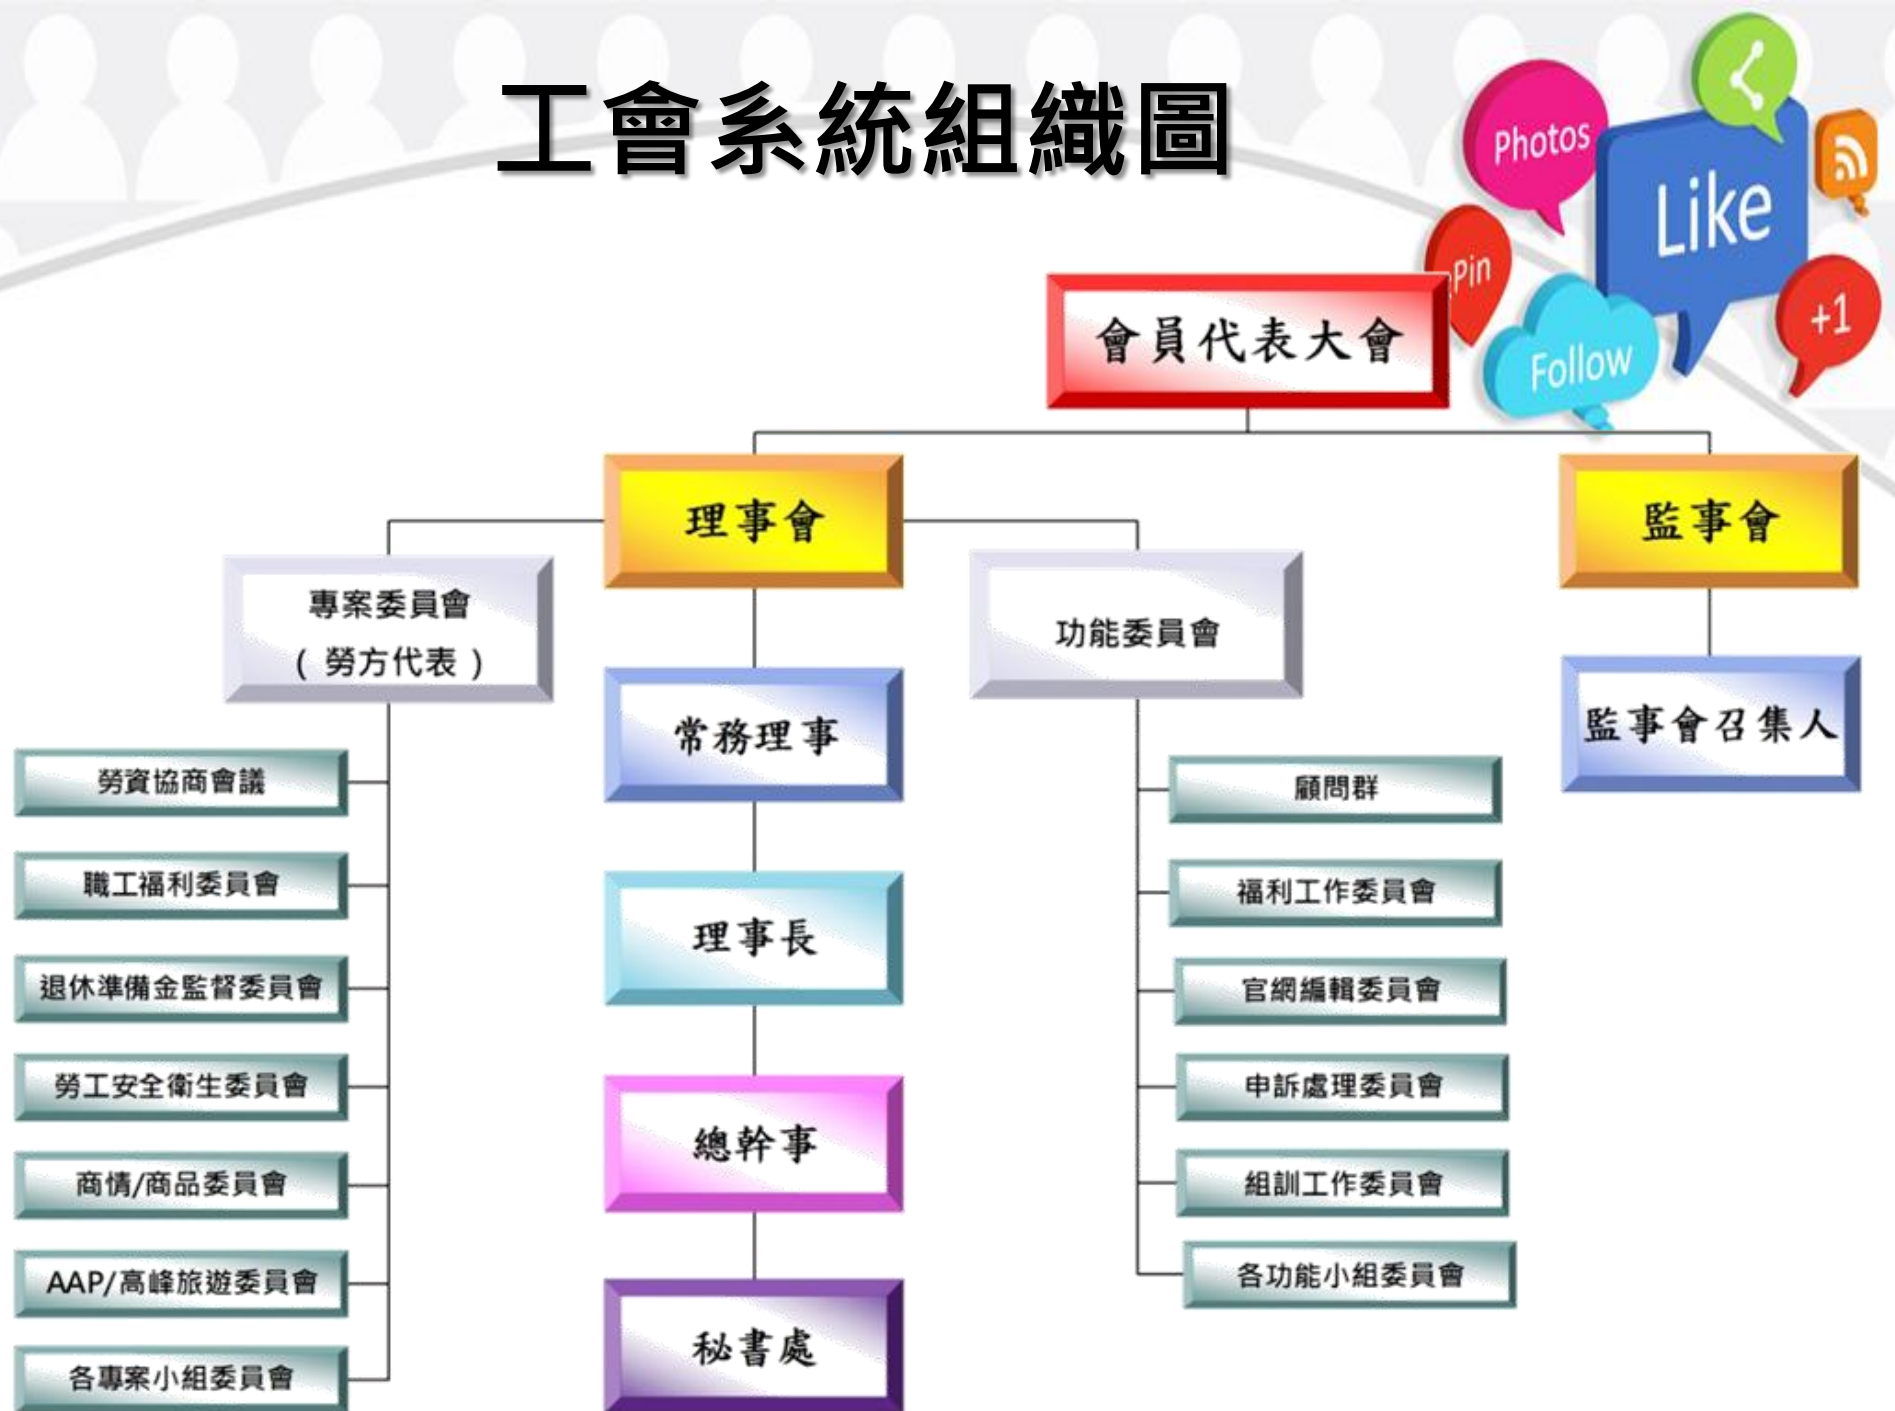 工會系統組織圖
Photos
Like
Pin
Follow
+1
會員代表大會
理事會
監事會
專案委員會
( 勞方代表 )
功能委員會
常務理事
監事會召集人
勞資協商會議
顧問群
職工福利委員會
福利工作委員會
理事長
退休準備金監督委員會
官網編輯委員會
勞工安全衛生委員會
申訴處理委員會
總幹事
商情/商品委員會
組訓工作委員會
AAP/高峰旅遊委員會
各功能小組委員會
秘書處
各專案小組委員會